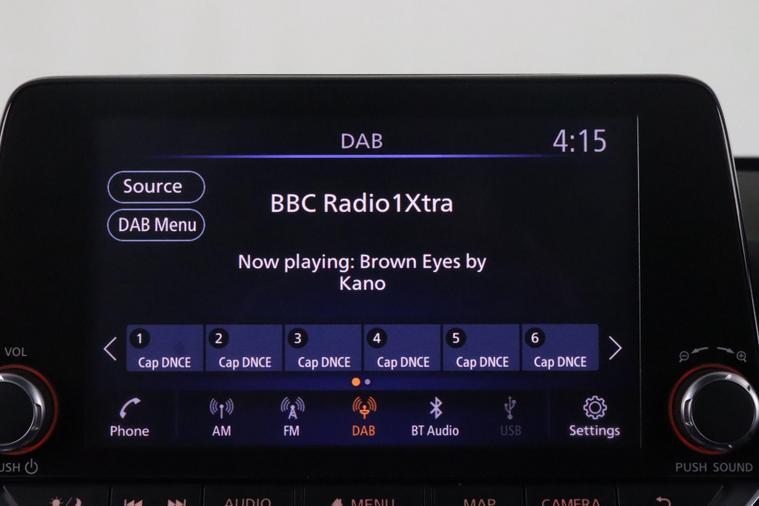 DAB
4:15
Source
BBC Radio1Xtra
DAB Menu
Now playing: Brown Eyes by
Kano
1 2 3 4 5 6
Cap DNCE Cap DNCE Cap DNCE Cap DNCE Cap DNCE Cap DNCE
VOL
Phone AM FM DAB BT Audio USB Settings
USH
PUSH SOUND
AUDIO MENU MAP CAMERA